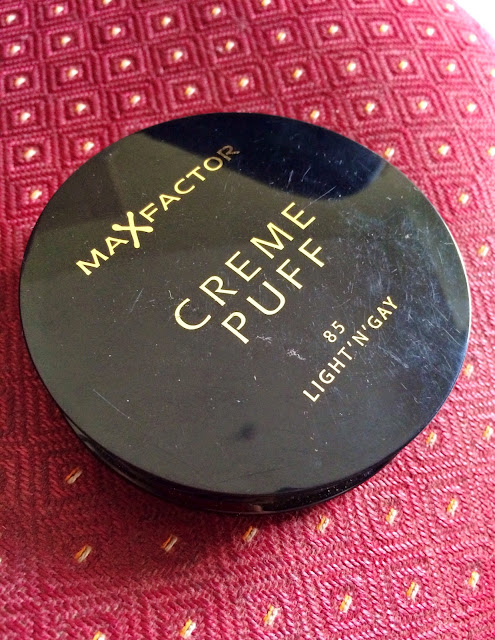 MAXFACTOR
CREME
PUFF
85
LIGHT'N'GAY